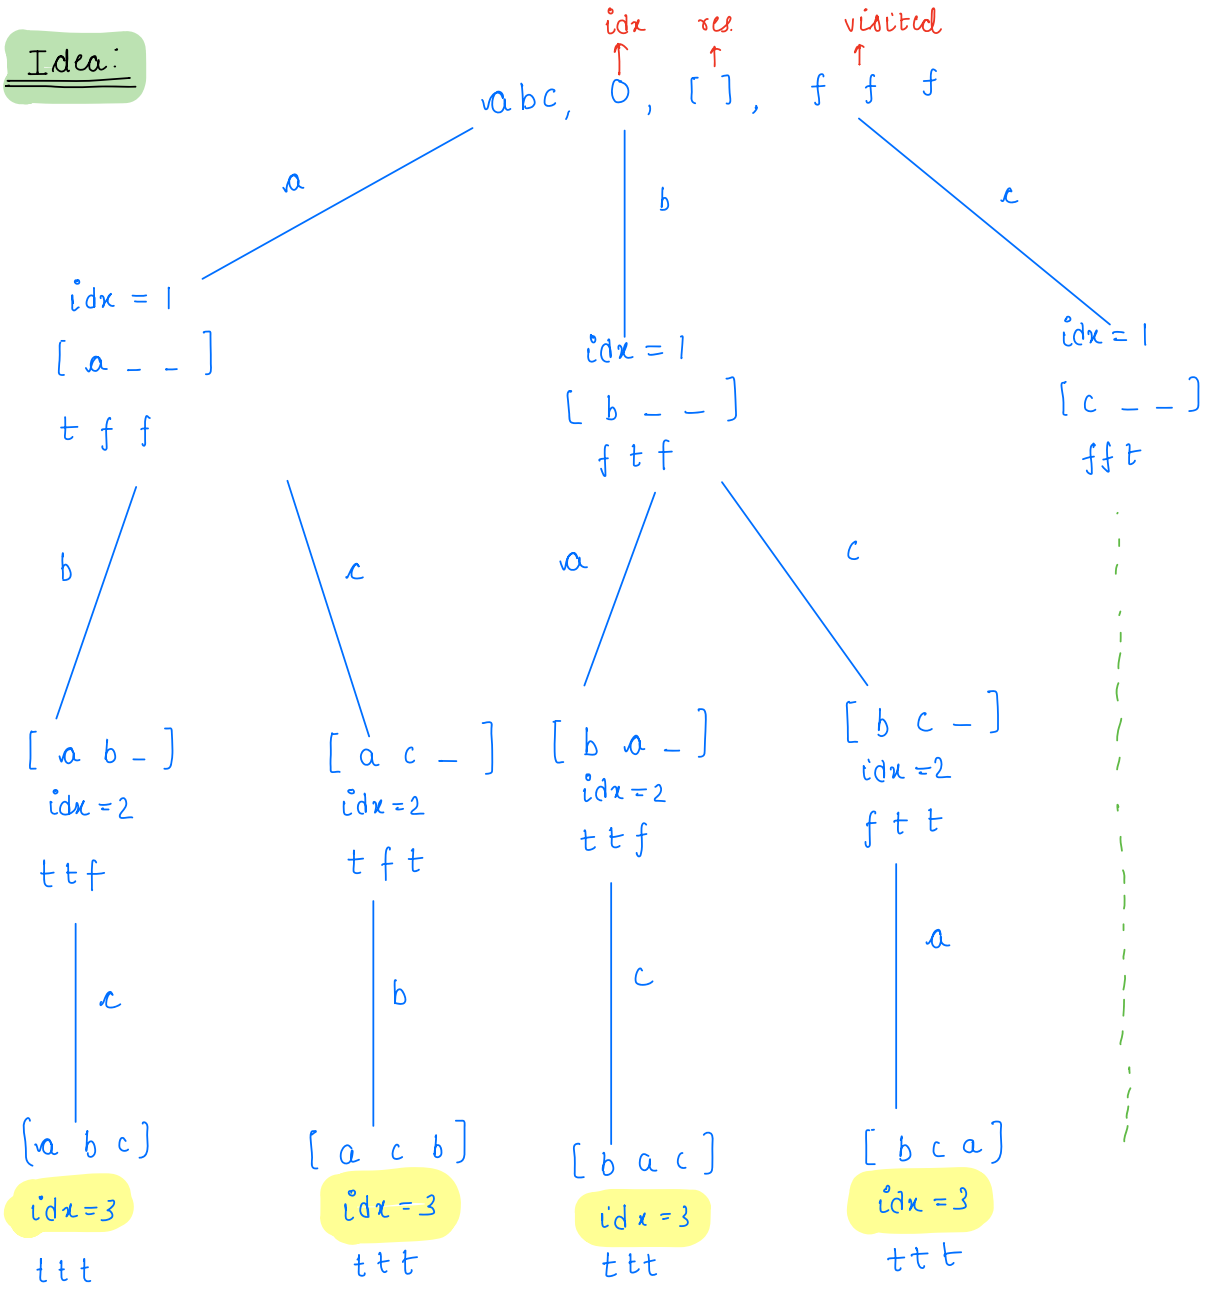 Idea:
idx res. visited
abc, 0, [ ], f f f
a b c
idx = 1
[ a _ _ ]
t f f
idx = 1
[ b _ _ ]
f t f
idx = 1
[ c _ _ ]
f f t
b c a c
[ a b _ ]
idx = 2
t t f
[ a c _ ]
idx = 2
t f t
[ b a _ ]
idx = 2
t t f
[ b c _ ]
idx = 2
f t t
c b c a
[ a b c ]
idx = 3
t t t
[ a c b ]
idx = 3
t t t
[ b a c ]
idx = 3
t t t
[ b c a ]
idx = 3
t t t